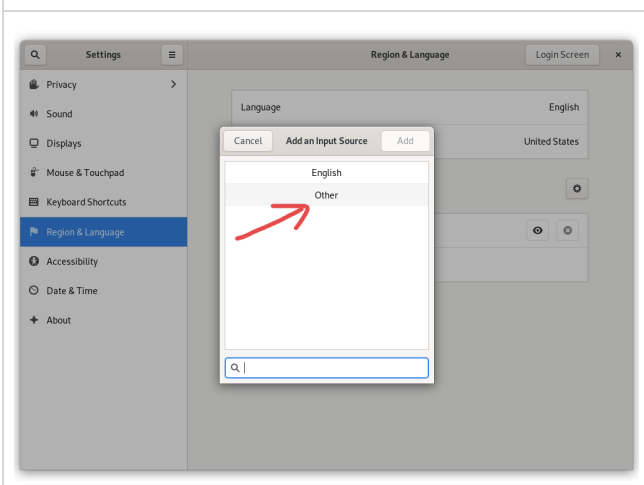 Settings
Region & Language
Login Screen
Privacy
Sound
Displays
Mouse & Touchpad
Keyboard Shortcuts
Region & Language
Accessibility
Date & Time
About
Language English
United States
Cancel Add an Input Source Add
English
Other